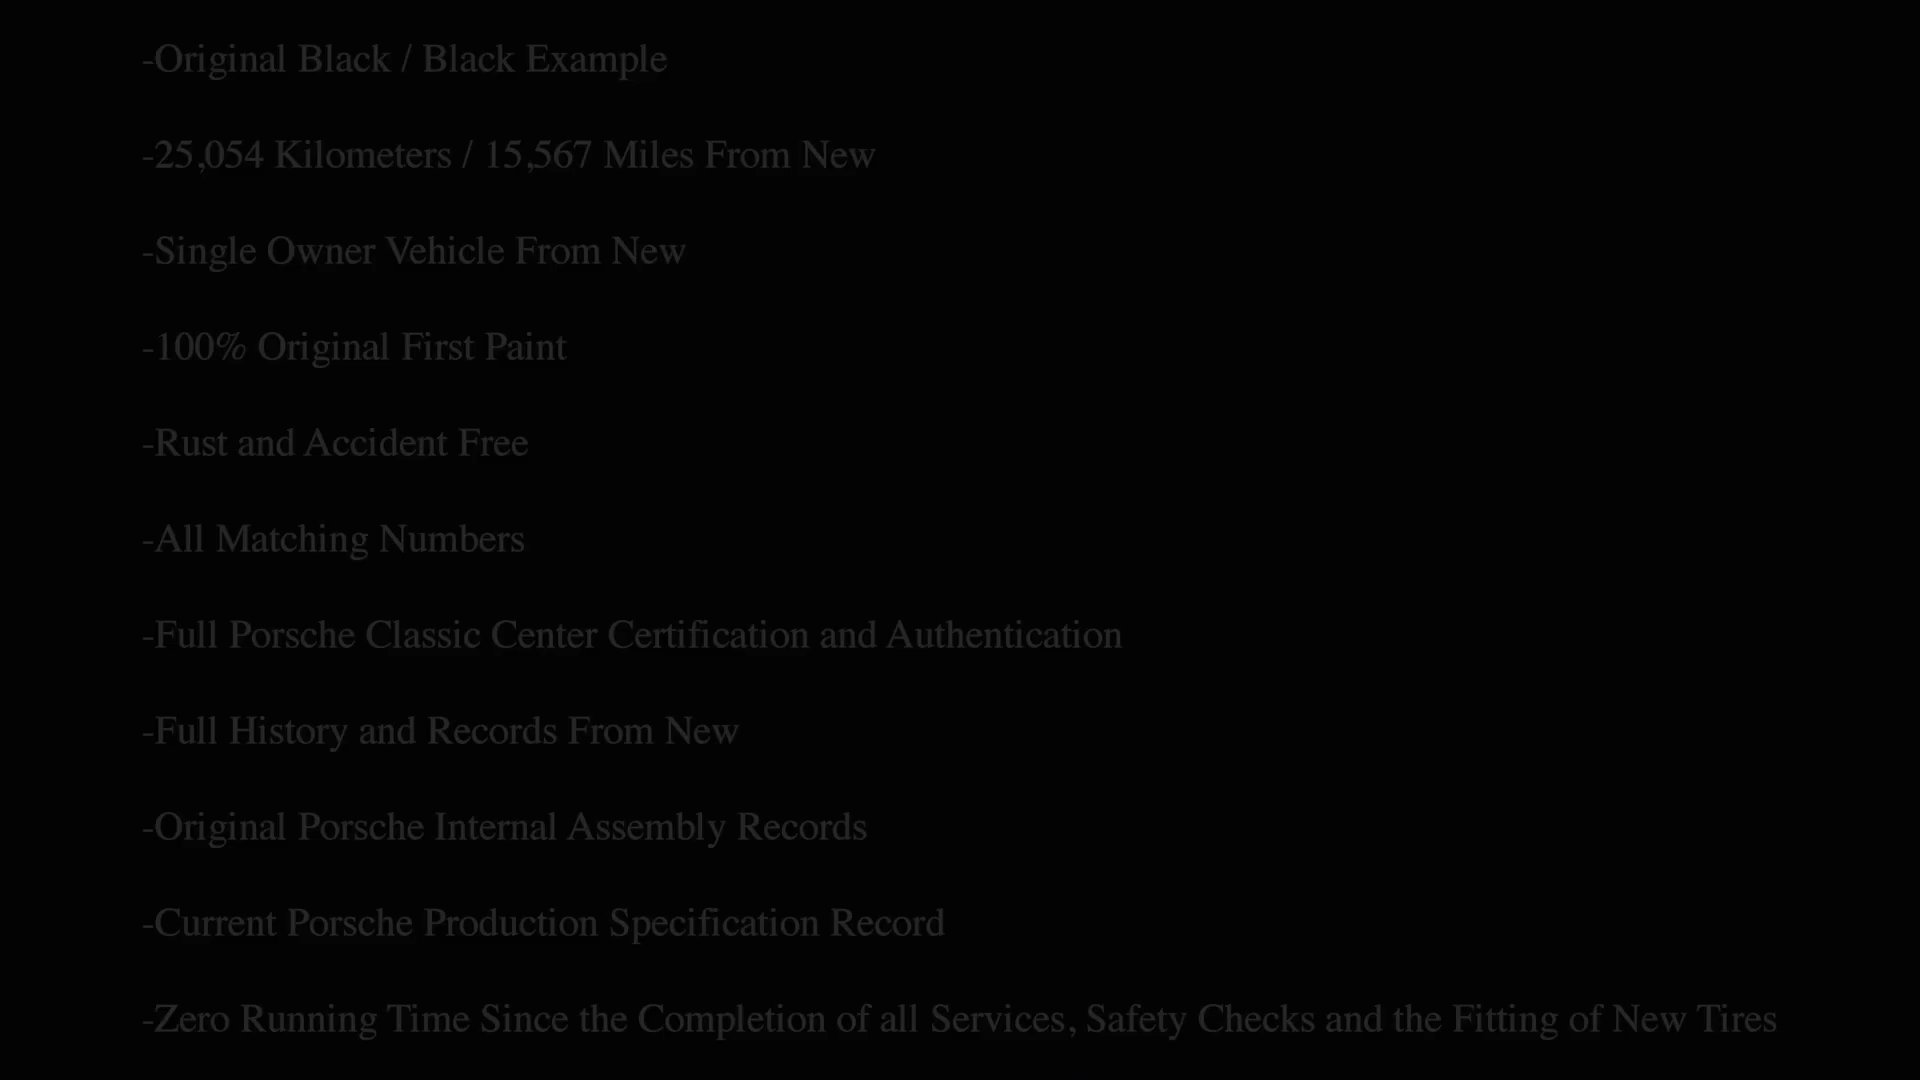 -Original Black / Black Example
-25,054 Kilometers / 15,567 Miles From New
-Single Owner Vehicle From New
-100% Original First Paint
-Rust and Accident Free
-All Matching Numbers
-Full Porsche Classic Center Certification and Authentication
-Full History and Records From New
-Original Porsche Internal Assembly Records
-Current Porsche Production Specification Record
-Zero Running Time Since the Completion of all Services, Safety Checks and the Fitting of New Tires